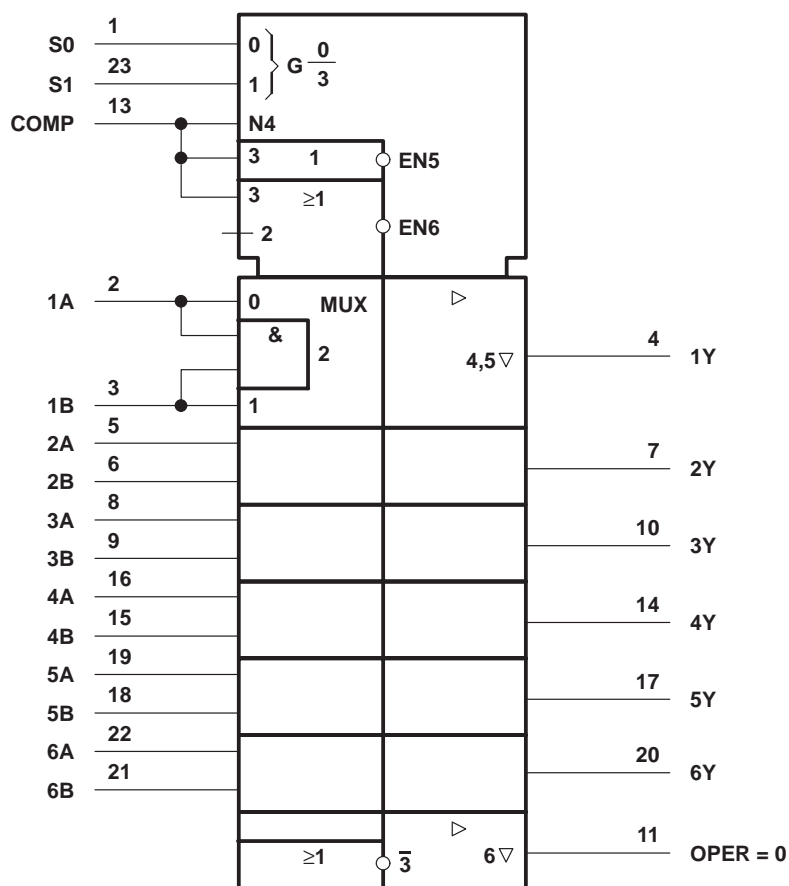 S0 1 0
G 0/3
S1 23 1
COMP 13 N4
3 1 EN5
3 ≥1
2 EN6
1A 2 0 MUX ▷
& 2 4,5▽ 4 1Y
1B 3 1
2A 5
2B 6 7 2Y
3A 8
3B 9 10 3Y
4A 16
4B 15 14 4Y
5A 19
5B 18 17 5Y
6A 22
6B 21 20 6Y
▷ 11
≥1 3̅ 6▽ OPER = 0